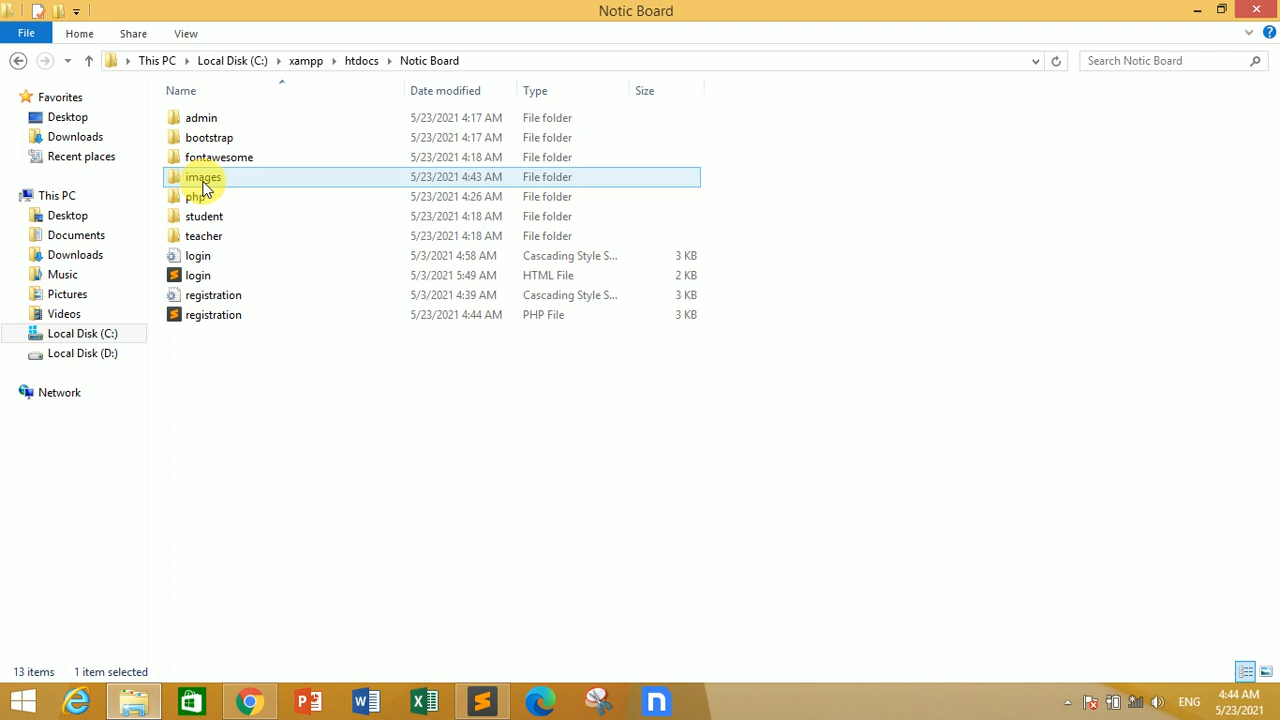 Notic Board
File Home Share View
This PC Local Disk (C:) xampp htdocs Notic Board Search Notic Board
Name Date modified Type Size
Favorites
Desktop
Downloads
Recent places
This PC
Desktop
Documents
Downloads
Music
Pictures
Videos
Local Disk (C:)
Local Disk (D:)
Network
admin 5/23/2021 4:17 AM File folder
bootstrap 5/23/2021 4:17 AM File folder
fontawesome 5/23/2021 4:18 AM File folder
images 5/23/2021 4:43 AM File folder
php 5/23/2021 4:26 AM File folder
student 5/23/2021 4:18 AM File folder
teacher 5/23/2021 4:18 AM File folder
login 5/3/2021 4:58 AM Cascading Style S... 3 KB
login 5/3/2021 5:49 AM HTML File 2 KB
registration 5/3/2021 4:39 AM Cascading Style S... 3 KB
registration 5/23/2021 4:44 AM PHP File 3 KB
13 items 1 item selected
ENG
4:44 AM
5/23/2021